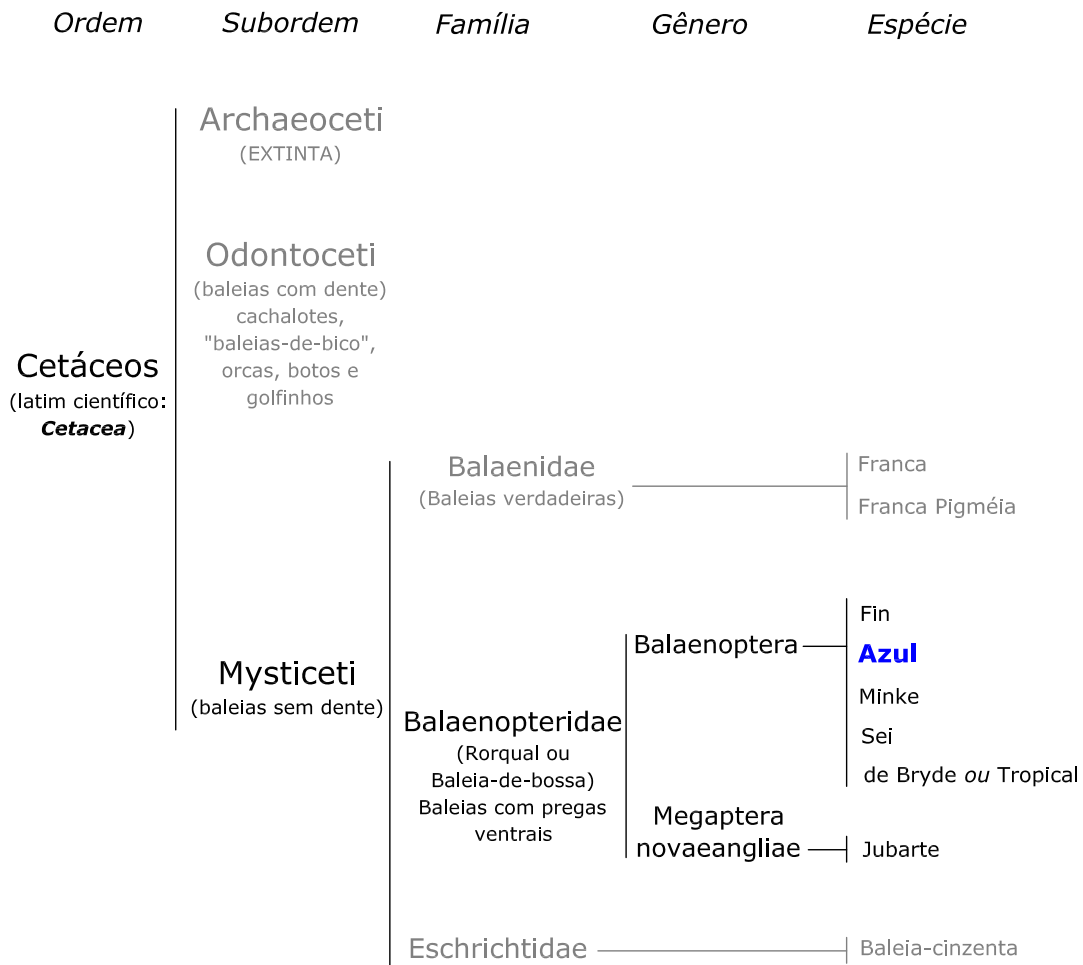 Ordem Subordem Família Gênero Espécie
Archaeoceti
(EXTINTA)
Odontoceti
(baleias com dente)
cachalotes,
"baleias-de-bico",
orcas, botos e
golfinhos
Cetáceos
(latim científico:
Cetacea)
Mysticeti
(baleias sem dente)
Balaenidae
(Baleias verdadeiras)
Franca
Franca Pigméia
Balaenopteridae
(Rorqual ou
Baleia-de-bossa)
Baleias com pregas
ventrais
Balaenoptera
Fin
Azul
Minke
Sei
de Bryde ou Tropical
Megaptera
novaeangliae
Jubarte
Eschrichtidae
Baleia-cinzenta